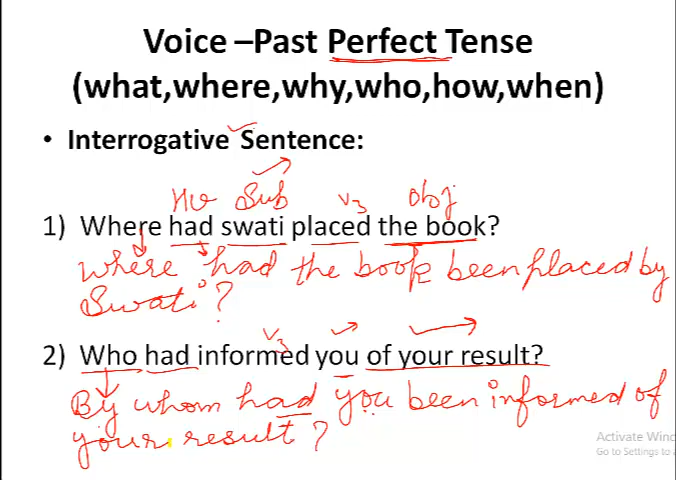 Voice –Past Perfect Tense
(what,where,why,who,how,when)
• Interrogative Sentence:
HV Sub V3 Obj
1) Where had swati placed the book?
Where had the book been placed by
Swati?
V3
2) Who had informed you of your result?
By whom had you been informed of
your result?
Activate Wind
Go to Settings to